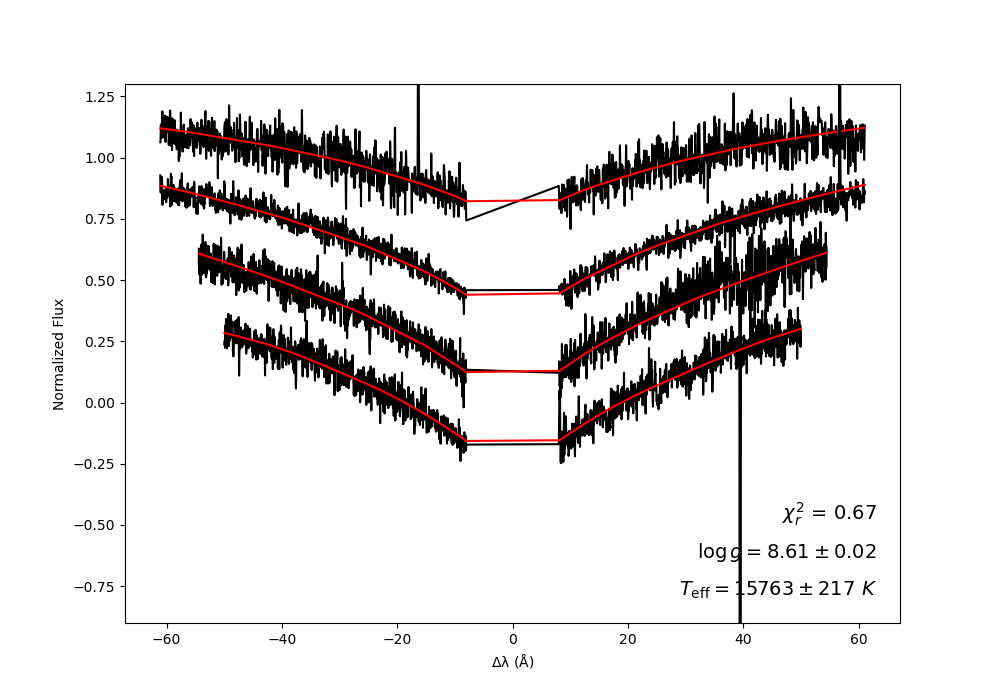 1.25
1.00
0.75
0.50
0.25
0.00
−0.25
−0.50
−0.75
Normalized Flux
χ²ᵣ = 0.67
log g = 8.61 ± 0.02
T_eff = 15763 ± 217 K
−60 −40 −20 0 20 40 60
Δλ (Å)